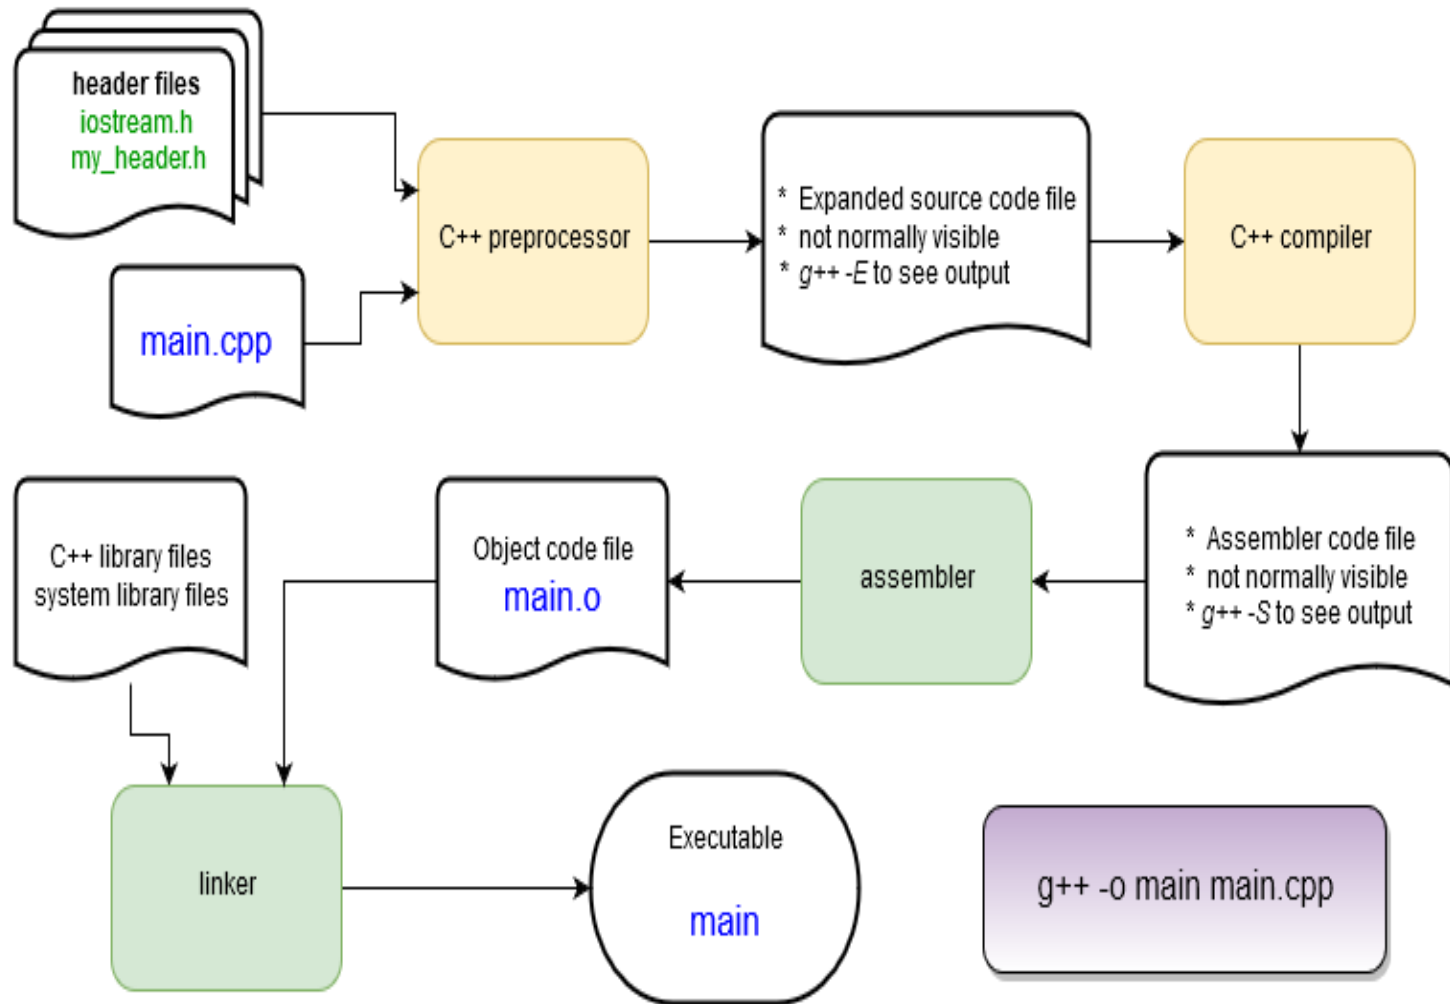 header files
iostream.h
my_header.h
main.cpp
C++ preprocessor
* Expanded source code file
* not normally visible
* g++ -E to see output
C++ compiler
* Assembler code file
* not normally visible
* g++ -S to see output
assembler
Object code file
main.o
C++ library files
system library files
linker
Executable
main
g++ -o main main.cpp